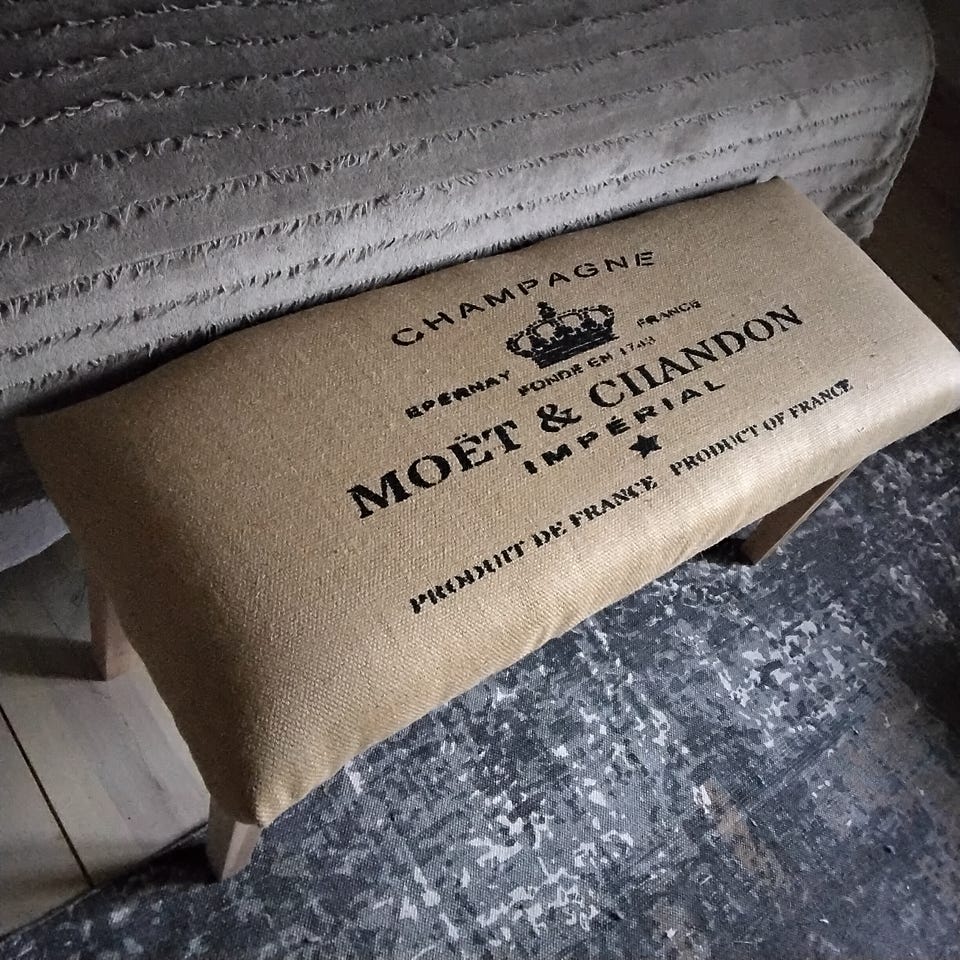 CHAMPAGNE
EPERNAY FRANCE
FONDÉ EN 1743
MOËT & CHANDON
IMPÉRIAL
PRODUIT DE FRANCE PRODUCT OF FRANCE